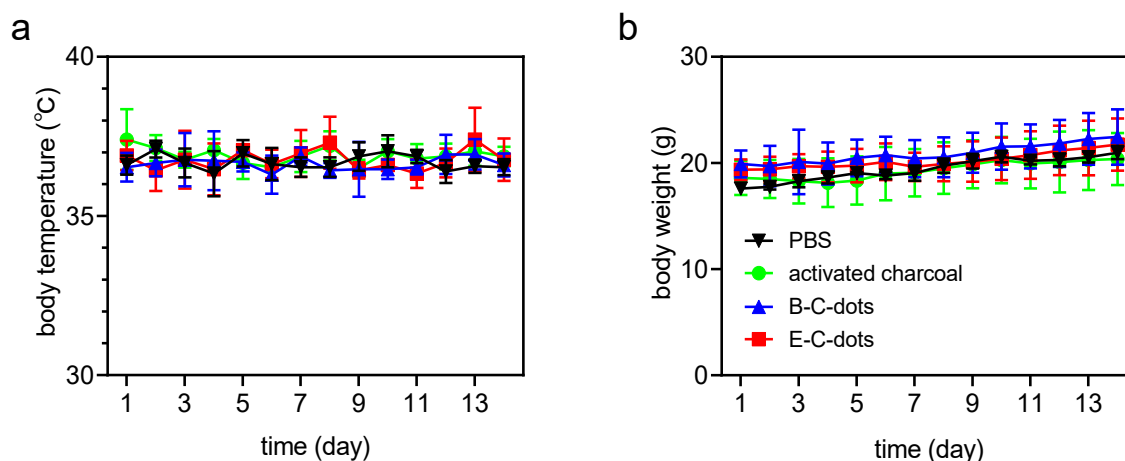 a
body temperature (°C)
40
35
30
1 3 5 7 9 11 13
time (day)
b
body weight (g)
30
20
10
0
PBS
activated charcoal
B-C-dots
E-C-dots
1 3 5 7 9 11 13
time (day)